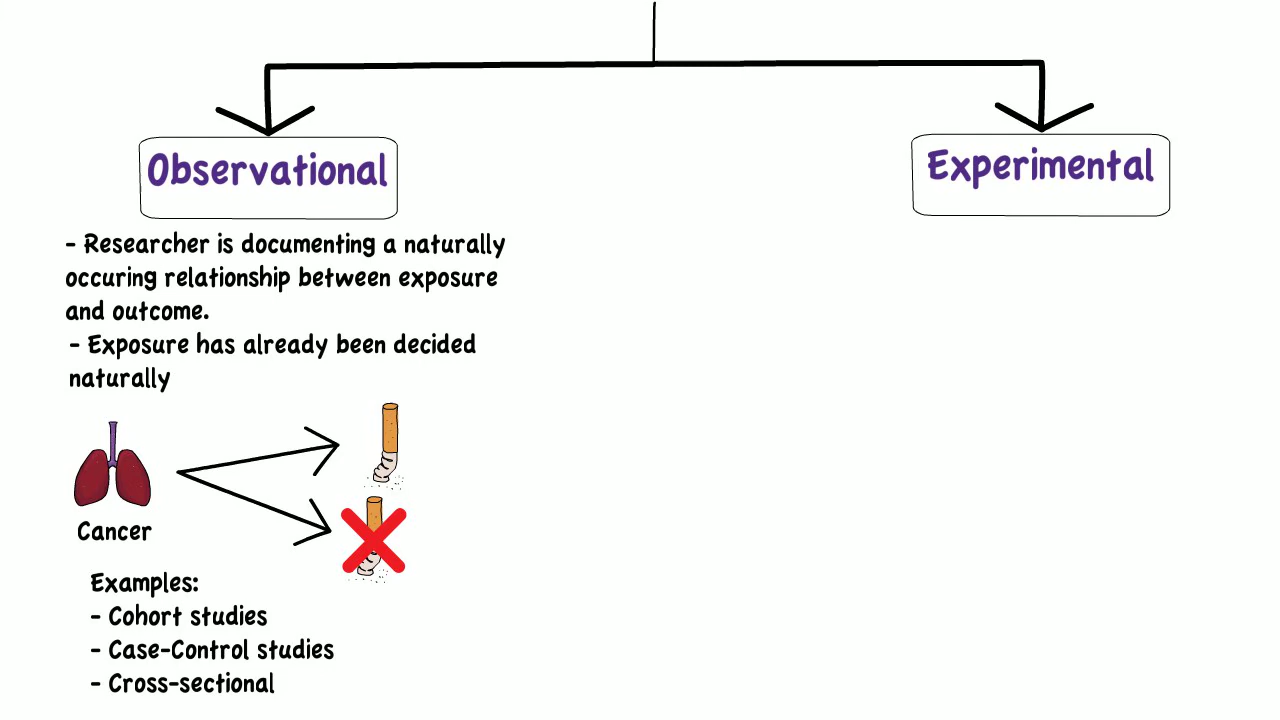 Observational
Experimental
- Researcher is documenting a naturally
occuring relationship between exposure
and outcome.
- Exposure has already been decided
naturally
Cancer
Examples:
- Cohort studies
- Case-Control studies
- Cross-sectional